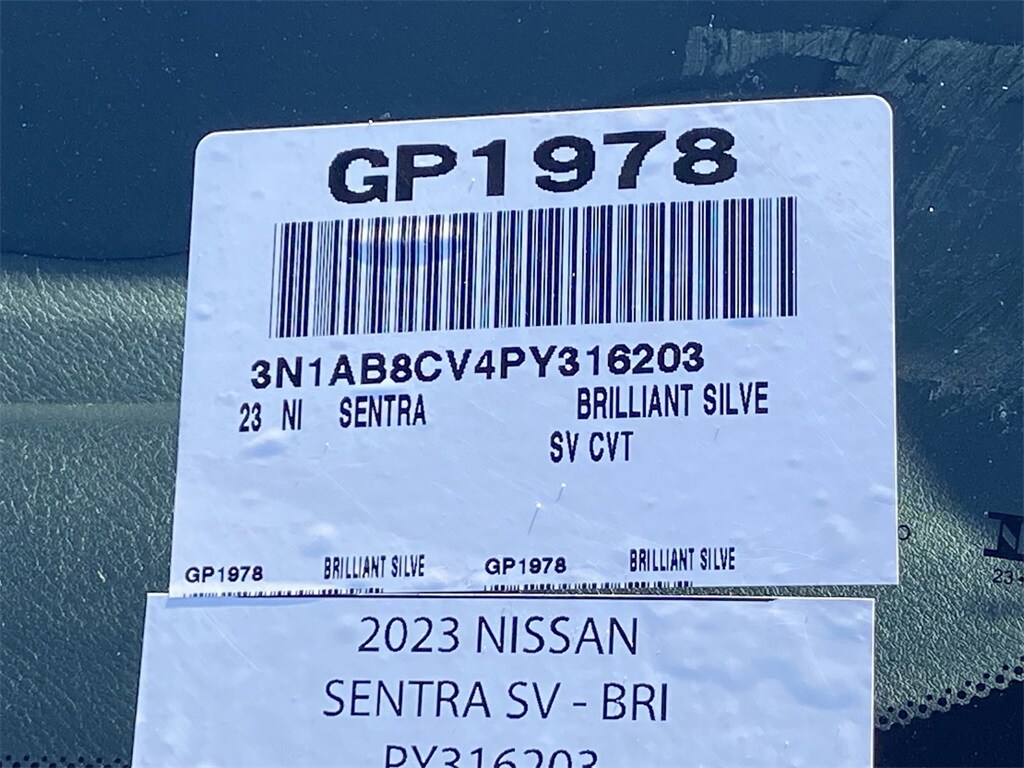 GP1978
3N1AB8CV4PY316203
23 NI SENTRA BRILLIANT SILVE
SV CVT
GP1978 BRILLIANT SILVE GP1978 BRILLIANT SILVE
2023 NISSAN
SENTRA SV - BRI
PY316203